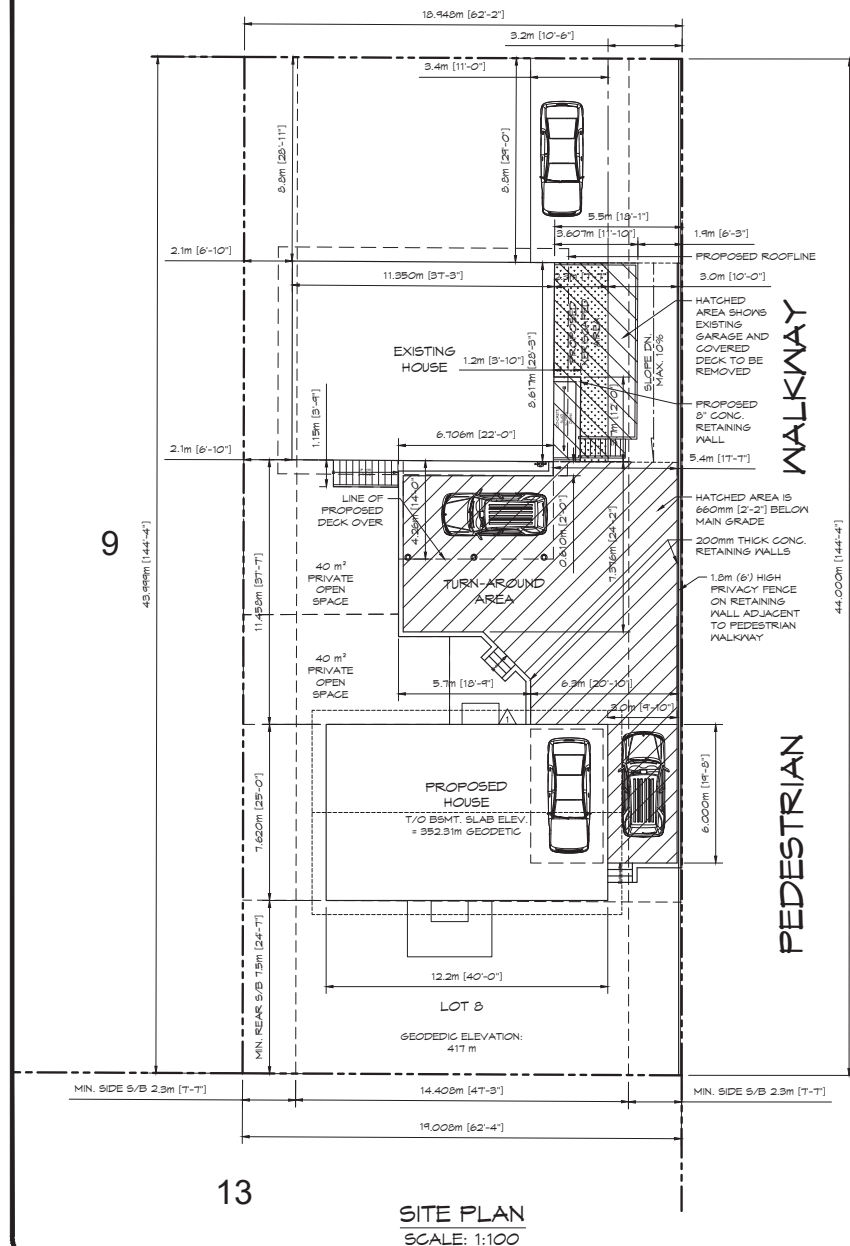 18.948m [62'-2"]
3.2m [10'-6"]
3.4m [11'-0"]
8.8m [28'-11"]
8.8m [29'-0"]
5.5m [18'-1"]
3.607m [11'-10"]
1.9m [6'-3"]
2.1m [6'-10"]
PROPOSED ROOFLINE
11.350m [37'-3"]
3.0m [10'-0"]
HATCHED
AREA SHOWS
EXISTING
GARAGE AND
COVERED
DECK TO BE
REMOVED
WALKWAY
EXISTING
HOUSE
1.2m [3'-10"]
8.617m [28'-3"]
PROPOSED
AREA
SLOPE DN.
MAX. 10%
PROPOSED
8" CONC.
RETAINING
WALL
1.15m [3'-9"]
6.706m [22'-0"]
2.1m [6'-10"]
5.4m [17'-7"]
LINE OF
PROPOSED
DECK OVER
4.26m [14'-0"]
0.610m [2'-0"]
7.376m [24'-2"]
HATCHED AREA IS
660mm [2'-2"] BELOW
MAIN GRADE
200mm THICK CONC.
RETAINING WALLS
1.8m (6') HIGH
PRIVACY FENCE
ON RETAINING
WALL ADJACENT
TO PEDESTRIAN
WALKWAY
9
43.999m [144'-4"]
44.000m [144'-4"]
11.458m [37'-7"]
40 m²
PRIVATE
OPEN
SPACE
TURN-AROUND
AREA
40 m²
PRIVATE
OPEN
SPACE
5.7m [18'-9"]
6.3m [20'-10"]
3.0m [9'-10"]
1
PROPOSED
HOUSE
T/O BSMT. SLAB ELEV.
= 352.31m GEODETIC
7.620m [25'-0"]
6.000m [19'-8"]
PEDESTRIAN
MIN. REAR S/B 7.5m [24'-7"]
12.2m [40'-0"]
LOT 8
GEODEDIC ELEVATION:
417 m
MIN. SIDE S/B 2.3m [7'-7"]
14.408m [47'-3"]
MIN. SIDE S/B 2.3m [7'-7"]
19.008m [62'-4"]
13
SITE PLAN
SCALE: 1:100